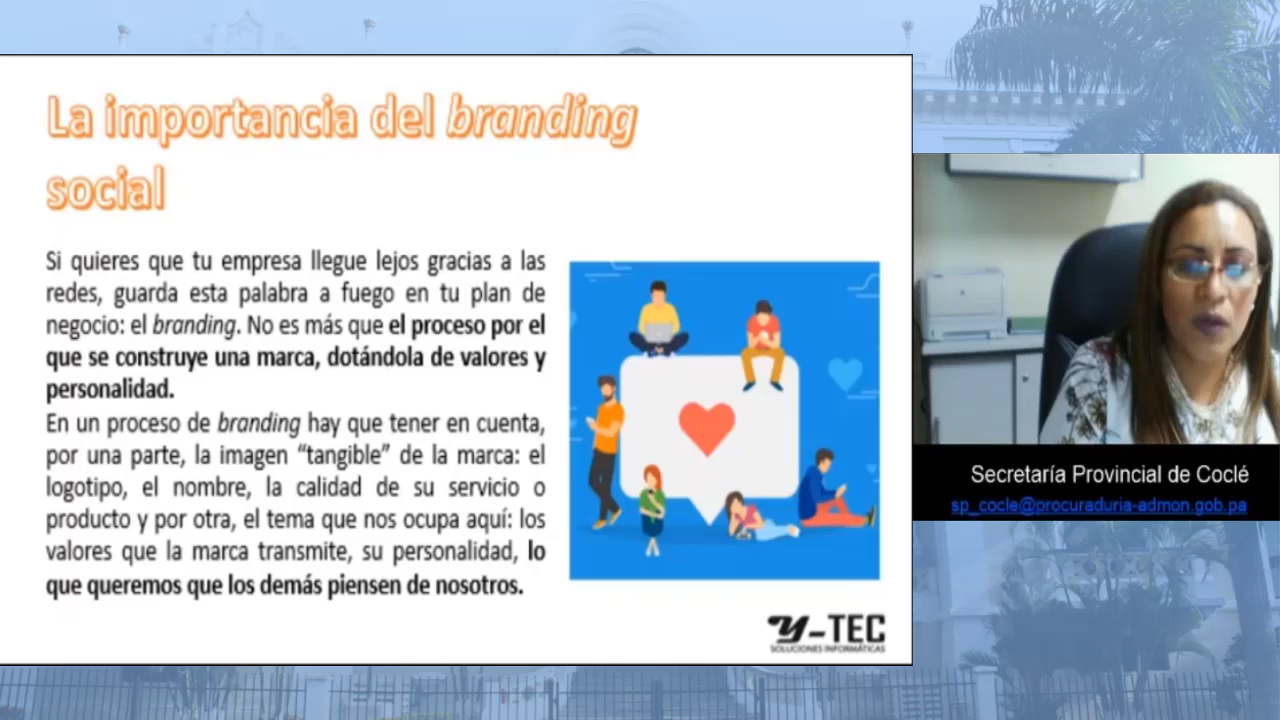 La importancia del branding
social
Si quieres que tu empresa llegue lejos gracias a las
redes, guarda esta palabra a fuego en tu plan de
negocio: el branding. No es más que el proceso por el
que se construye una marca, dotándola de valores y
personalidad.
En un proceso de branding hay que tener en cuenta,
por una parte, la imagen “tangible” de la marca: el
logotipo, el nombre, la calidad de su servicio o
producto y por otra, el tema que nos ocupa aquí: los
valores que la marca transmite, su personalidad, lo
que queremos que los demás piensen de nosotros.
Y-TEC
SOLUCIONES INFORMÁTICAS
Secretaría Provincial de Coclé
sp_cocle@procuraduria-admon.gob.pa